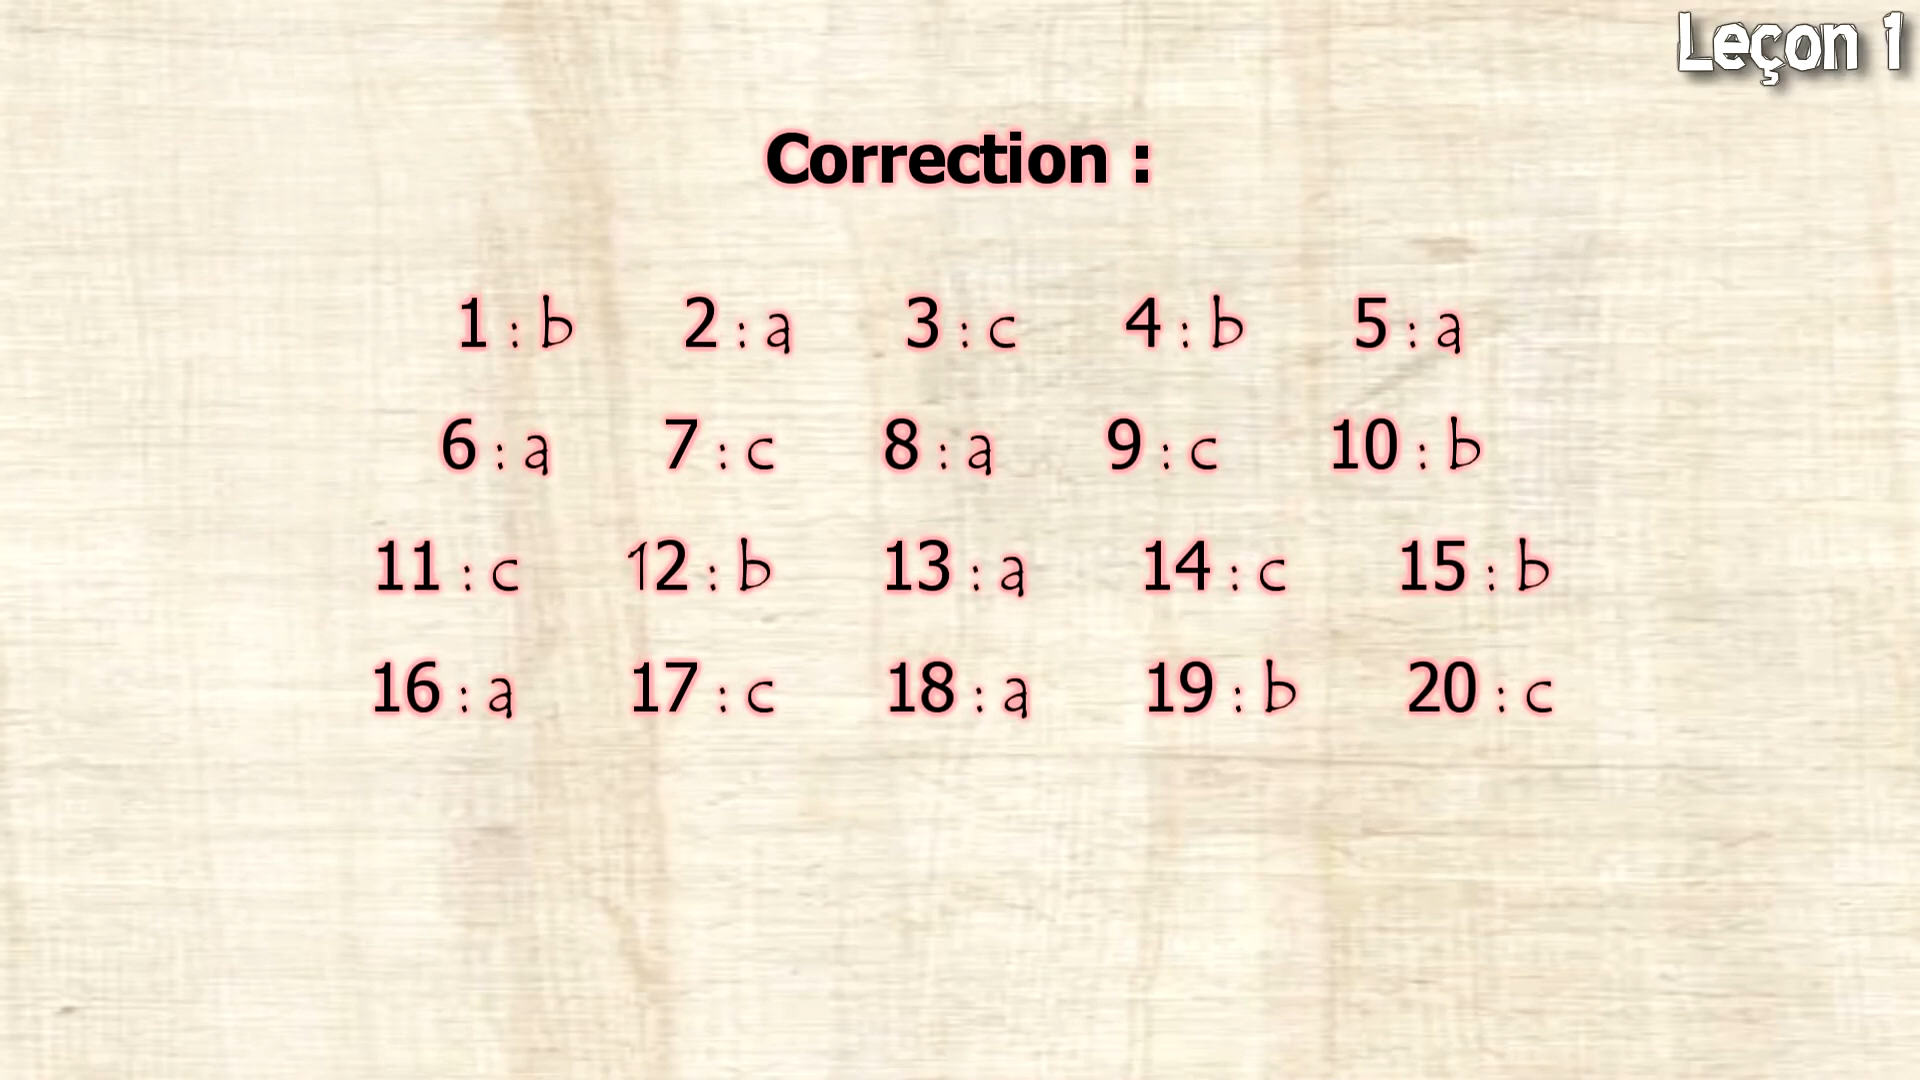 Leçon 1
Correction :
1 : b 2 : a 3 : c 4 : b 5 : a
6 : a 7 : c 8 : a 9 : c 10 : b
11 : c 12 : b 13 : a 14 : c 15 : b
16 : a 17 : c 18 : a 19 : b 20 : c